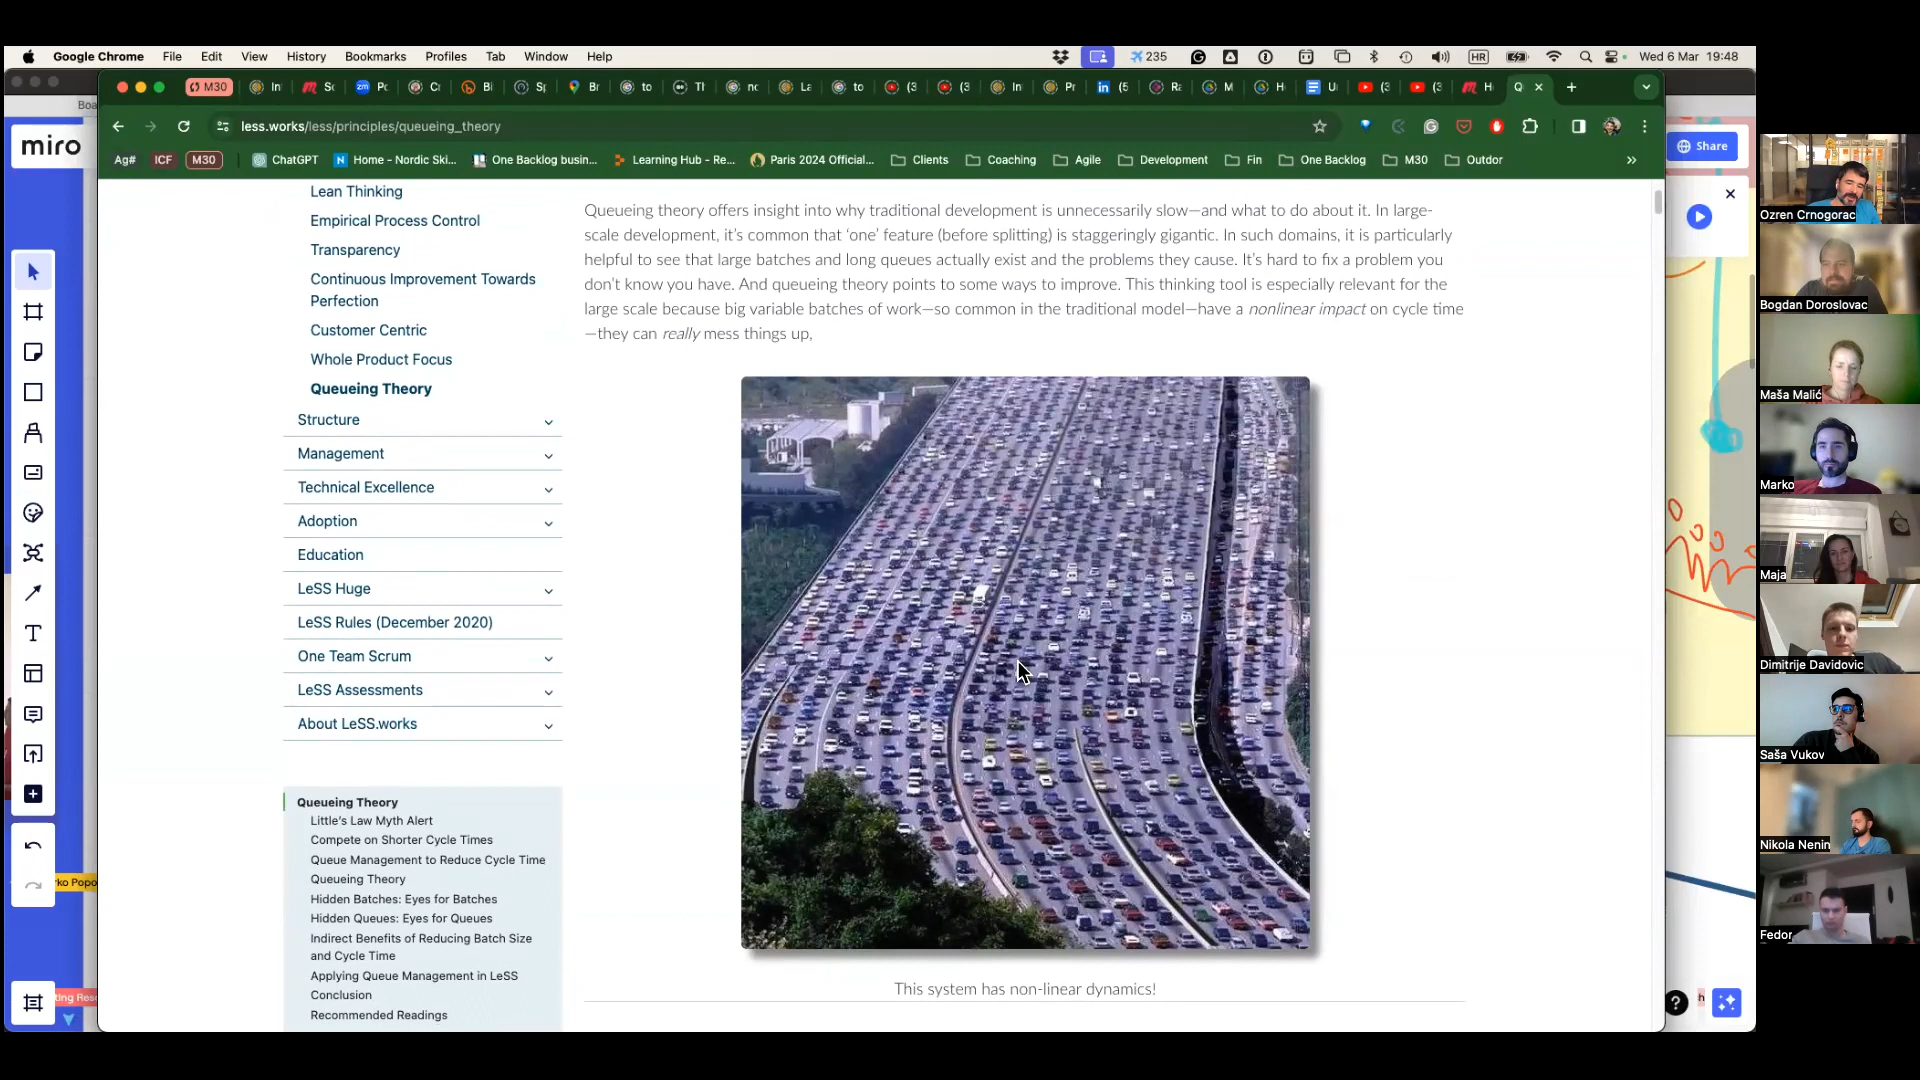 Google Chrome File Edit View History Bookmarks Profiles Tab Window Help
235 HR Wed 6 Mar 19:48
M30
less.works/less/principles/queueing_theory
Ag# ICF M30 ChatGPT Home - Nordic Ski... One Backlog busin... Learning Hub - Re... Paris 2024 Official... Clients Coaching Agile Development Fin One Backlog M30 Outdor
miro
Share
Lean Thinking
Empirical Process Control
Transparency
Continuous Improvement Towards
Perfection
Customer Centric
Whole Product Focus
Queueing Theory
Structure
Management
Technical Excellence
Adoption
Education
LeSS Huge
LeSS Rules (December 2020)
One Team Scrum
LeSS Assessments
About LeSS.works
Queueing Theory
Little's Law Myth Alert
Compete on Shorter Cycle Times
Queue Management to Reduce Cycle Time
Queueing Theory
Hidden Batches: Eyes for Batches
Hidden Queues: Eyes for Queues
Indirect Benefits of Reducing Batch Size
and Cycle Time
Applying Queue Management in LeSS
Conclusion
Recommended Readings
Queueing theory offers insight into why traditional development is unnecessarily slow—and what to do about it. In large-
scale development, it's common that 'one' feature (before splitting) is staggeringly gigantic. In such domains, it is particularly
helpful to see that large batches and long queues actually exist and the problems they cause. It's hard to fix a problem you
don't know you have. And queueing theory points to some ways to improve. This thinking tool is especially relevant for the
large scale because big variable batches of work—so common in the traditional model—have a nonlinear impact on cycle time
—they can really mess things up,
This system has non-linear dynamics!
Ozren Crnogorac
Bogdan Doroslovac
Maša Malić
Marko
Maja
Dimitrije Davidovic
Saša Vukov
Nikola Nenin
Fedor